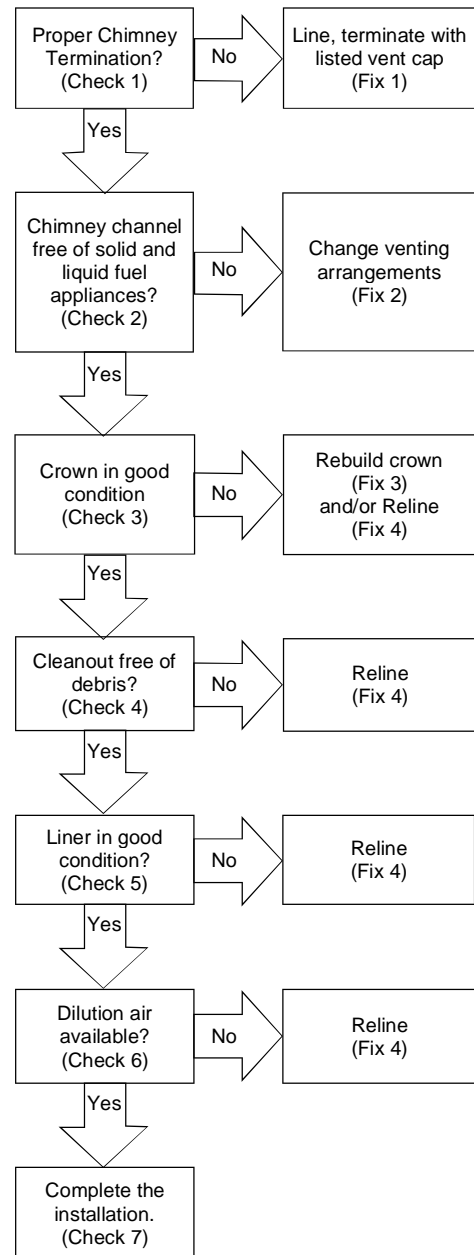 Proper Chimney
Termination?
(Check 1)
No
Line, terminate with
listed vent cap
(Fix 1)
Yes
Chimney channel
free of solid and
liquid fuel
appliances?
(Check 2)
No
Change venting
arrangements
(Fix 2)
Yes
Crown in good
condition
(Check 3)
No
Rebuild crown
(Fix 3)
and/or Reline
(Fix 4)
Yes
Cleanout free of
debris?
(Check 4)
No
Reline
(Fix 4)
Yes
Liner in good
condition?
(Check 5)
No
Reline
(Fix 4)
Yes
Dilution air
available?
(Check 6)
No
Reline
(Fix 4)
Yes
Complete the
installation.
(Check 7)